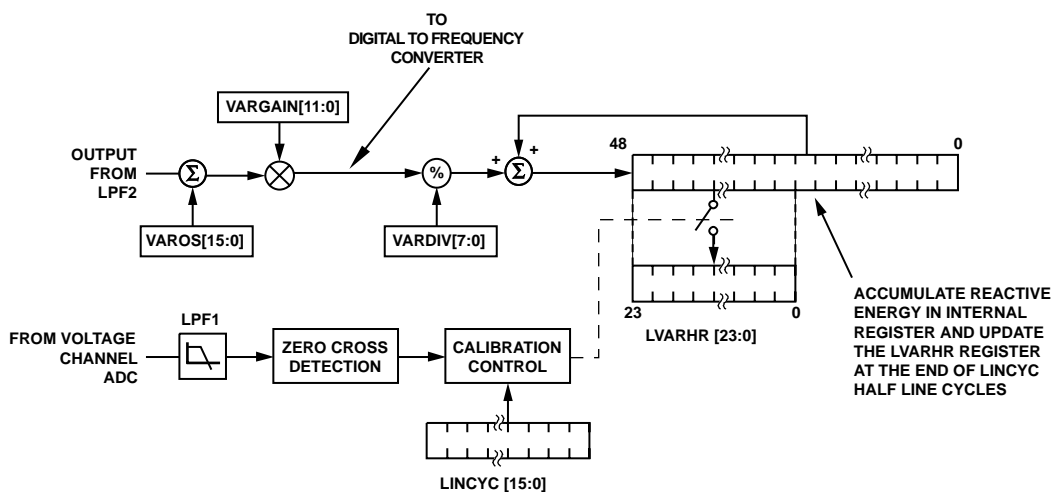 TO
DIGITAL TO FREQUENCY
CONVERTER
VARGAIN[11:0]
OUTPUT
FROM
LPF2
Σ
%
+
+
Σ
48
0
VAROS[15:0]
VARDIV[7:0]
23
0
LVARHR [23:0]
ACCUMULATE REACTIVE
ENERGY IN INTERNAL
REGISTER AND UPDATE
THE LVARHR REGISTER
AT THE END OF LINCYC
HALF LINE CYCLES
FROM VOLTAGE
CHANNEL
ADC
LPF1
ZERO CROSS
DETECTION
CALIBRATION
CONTROL
LINCYC [15:0]